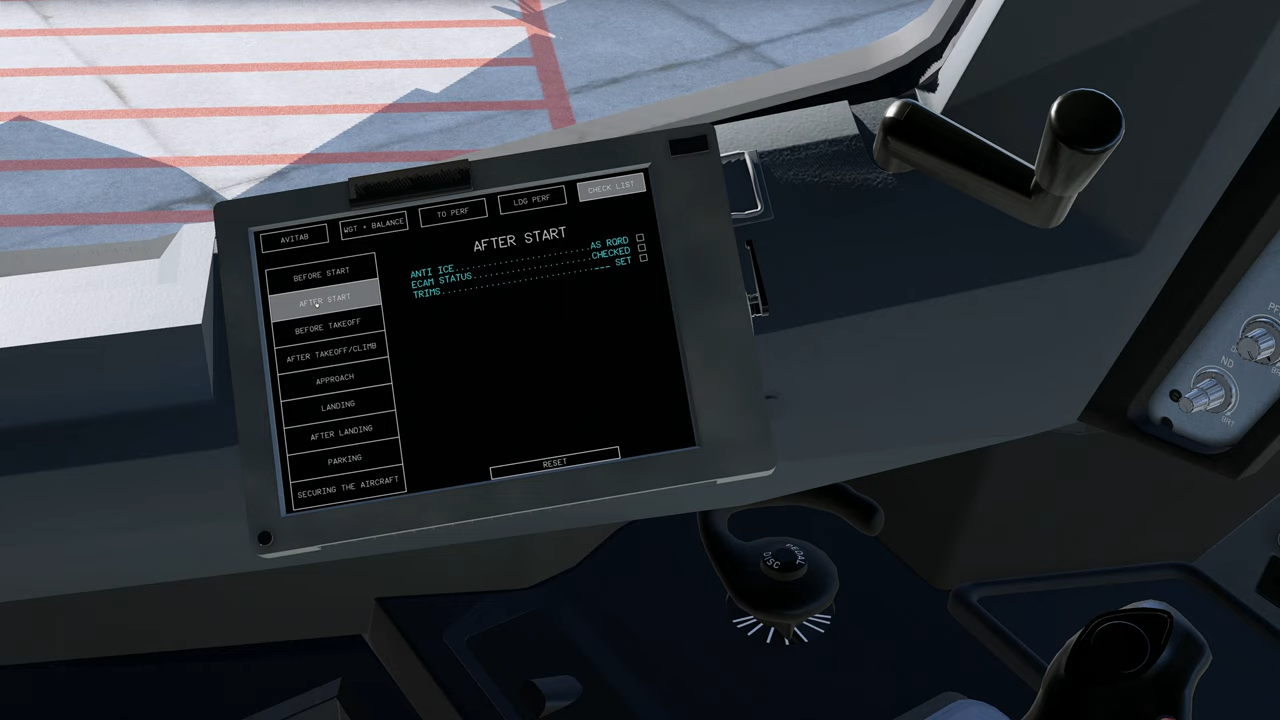 AVITAB
WGT + BALANCE
TO PERF
LDG PERF
CHECK LIST
BEFORE START
AFTER START
BEFORE TAKEOFF
AFTER TAKEOFF/CLIMB
APPROACH
LANDING
AFTER LANDING
PARKING
SECURING THE AIRCRAFT
AFTER START
ANTI ICE....................AS RQRD
ECAM STATUS....................CHECKED
TRIMS.........................--- SET
RESET
ND
BRT
PEDAL
DISC